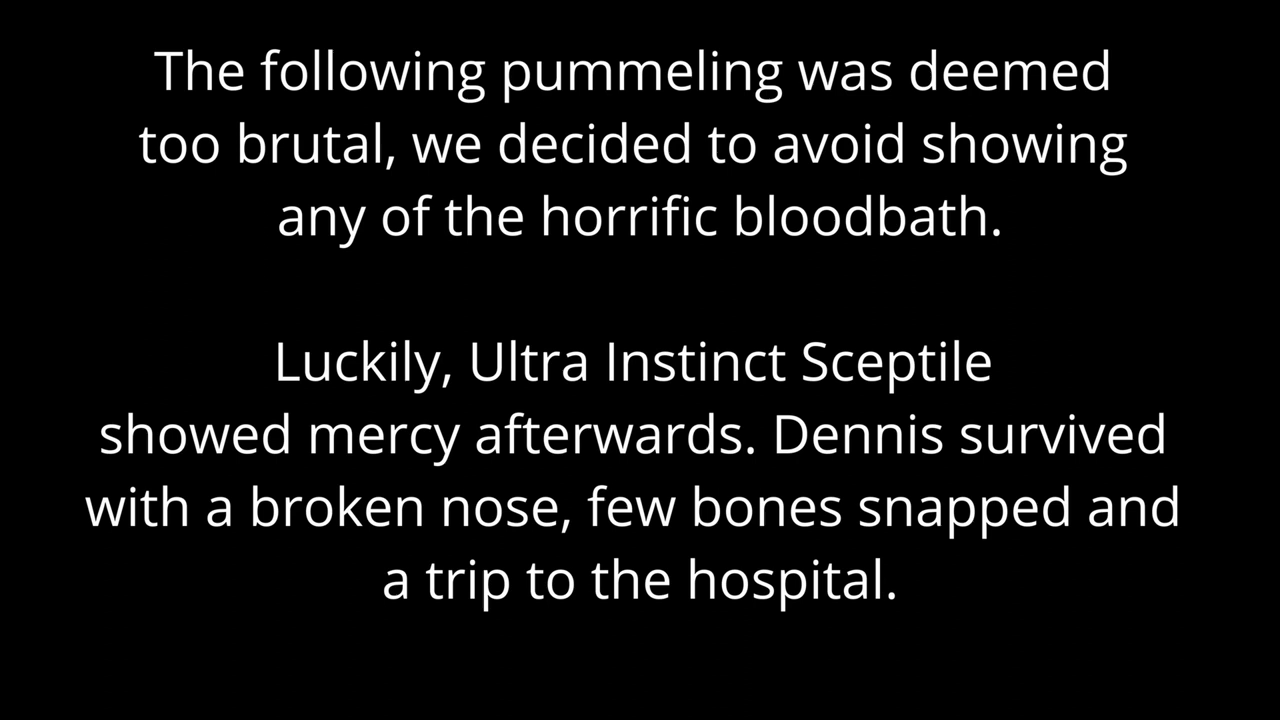 The following pummeling was deemed
too brutal, we decided to avoid showing
any of the horrific bloodbath.
Luckily, Ultra Instinct Sceptile
showed mercy afterwards. Dennis survived
with a broken nose, few bones snapped and
a trip to the hospital.